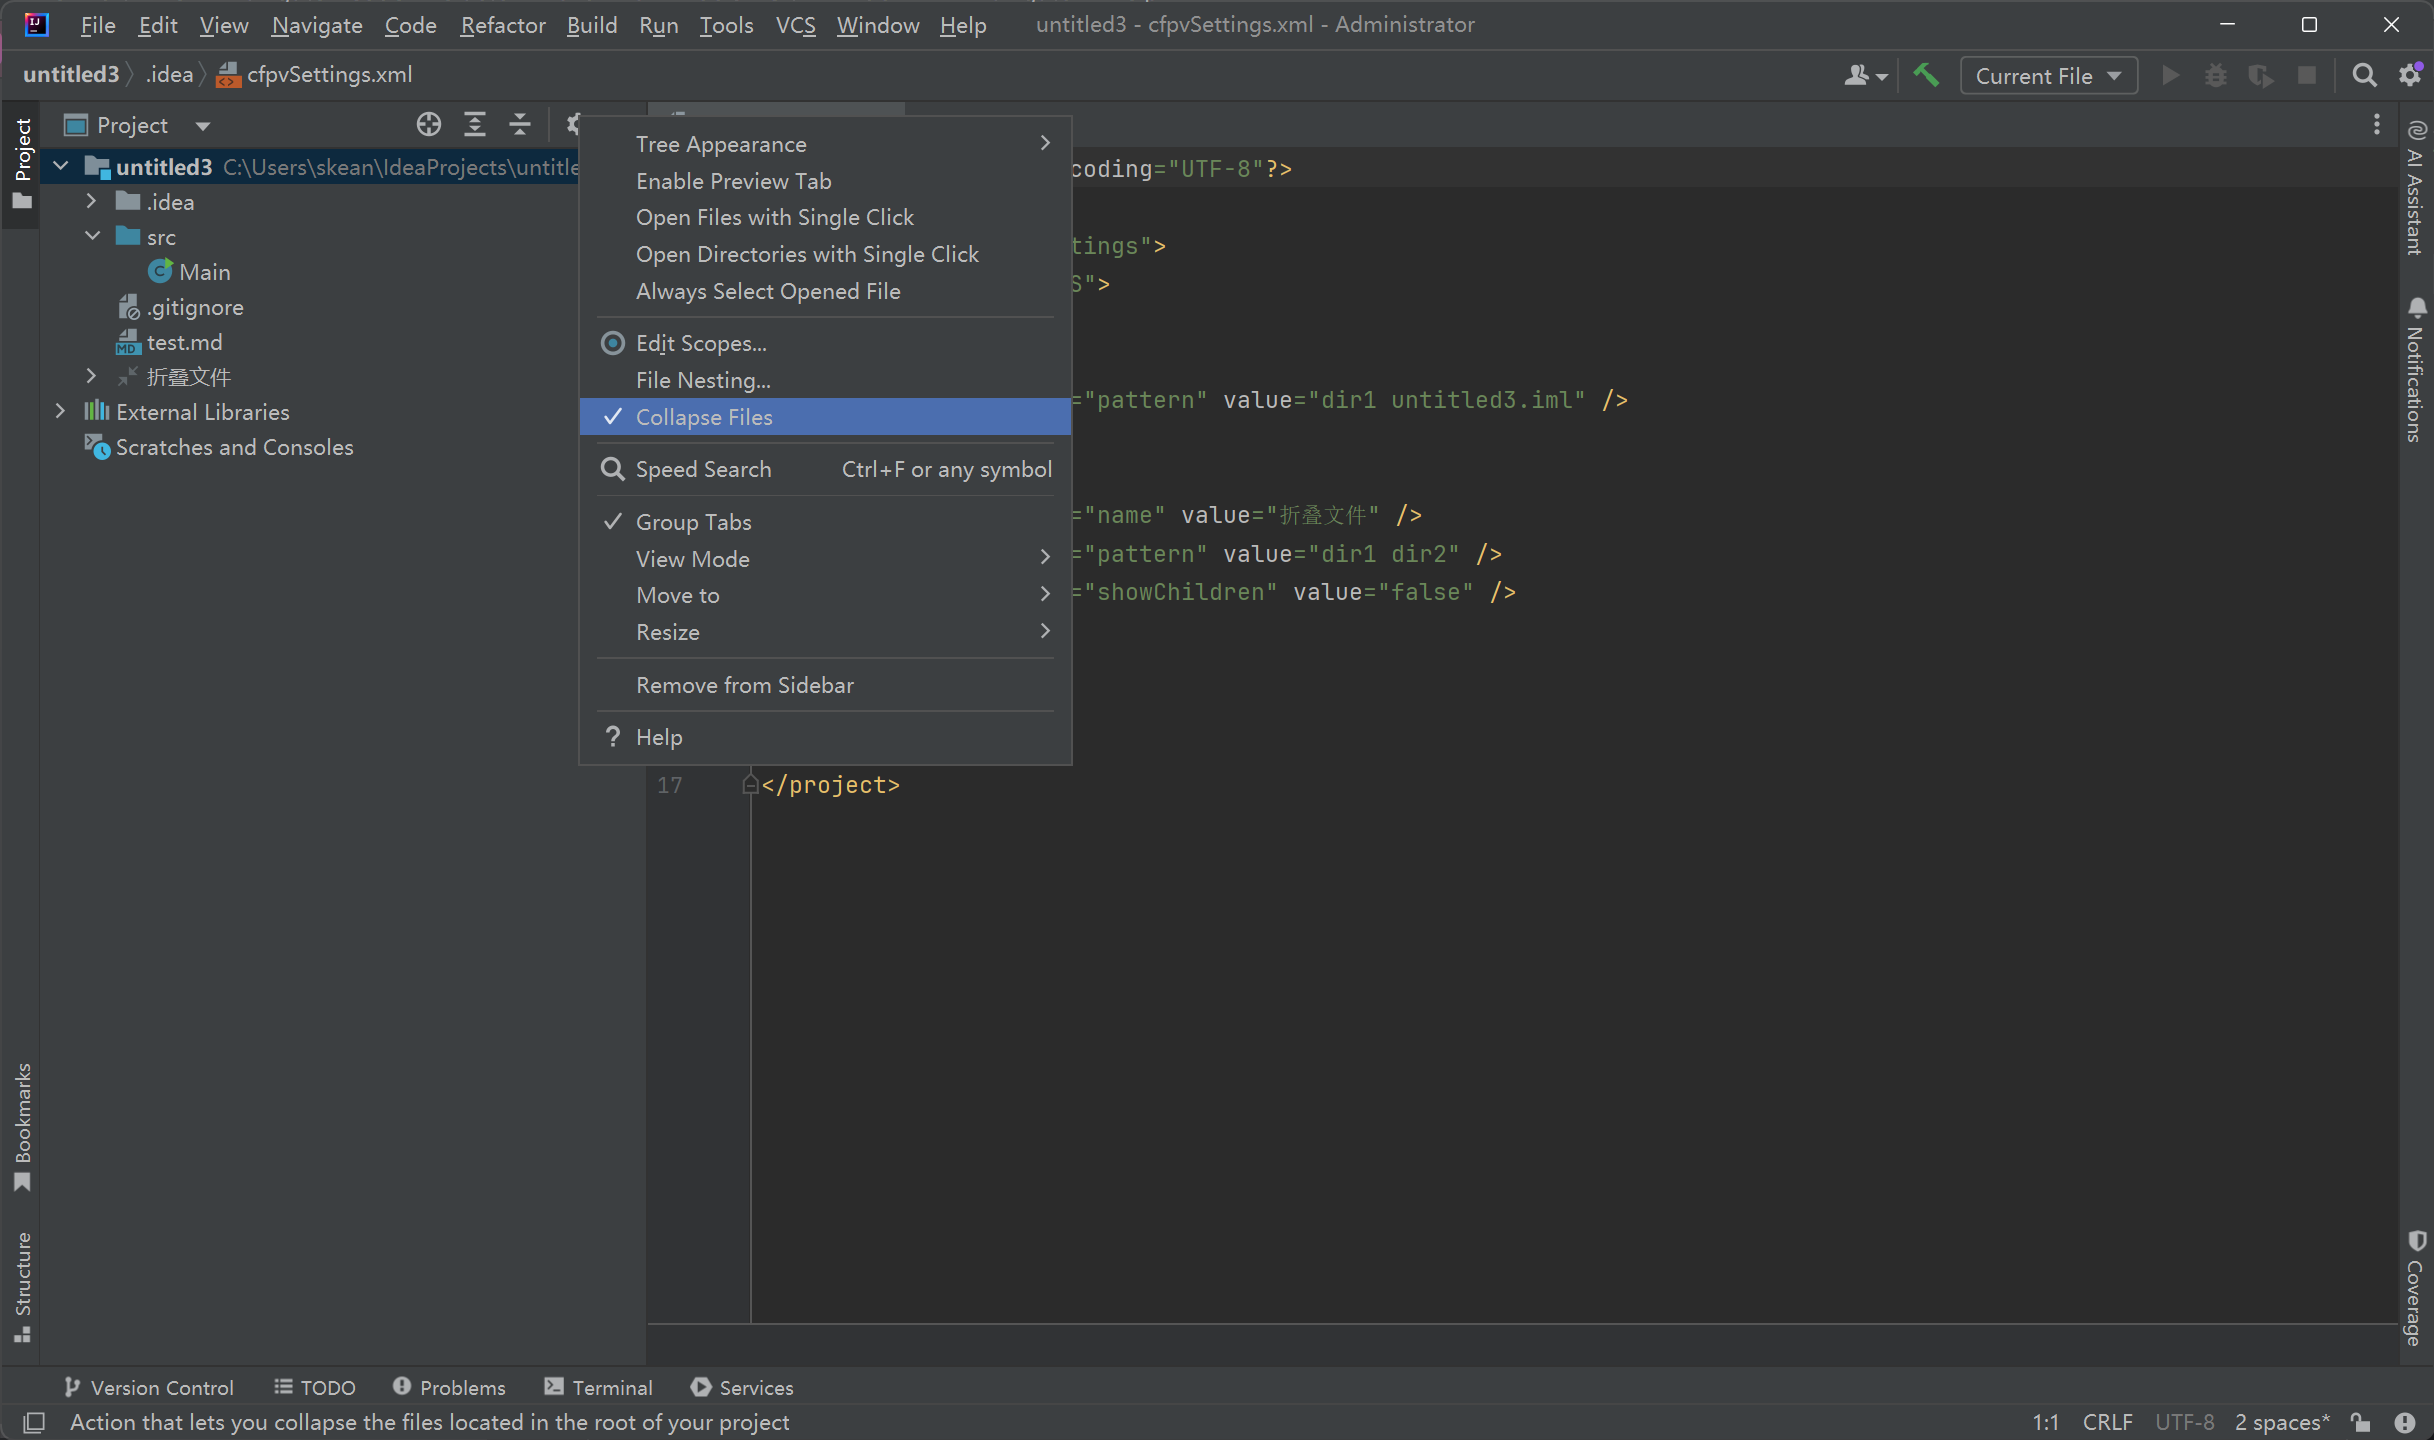 File Edit View Navigate Code Refactor Build Run Tools VCS Window Help untitled3 - cfpvSettings.xml - Administrator
untitled3 .idea cfpvSettings.xml Current File
Project
Project
untitled3 C:\Users\skean\IdeaProjects\untitle
.idea
src
Main
.gitignore
test.md
折叠文件
External Libraries
Scratches and Consoles
Tree Appearance
Enable Preview Tab
Open Files with Single Click
Open Directories with Single Click
Always Select Opened File
Edit Scopes...
File Nesting...
Collapse Files
Speed Search Ctrl+F or any symbol
Group Tabs
View Mode
Move to
Resize
Remove from Sidebar
? Help
coding="UTF-8"?>
tings">
S">
="pattern" value="dir1 untitled3.iml" />
="name" value="折叠文件" />
="pattern" value="dir1 dir2" />
="showChildren" value="false" />
17 </project>
AI Assistant
Notifications
Coverage
Bookmarks
Structure
Version Control TODO Problems Terminal Services
Action that lets you collapse the files located in the root of your project 1:1 CRLF UTF-8 2 spaces*